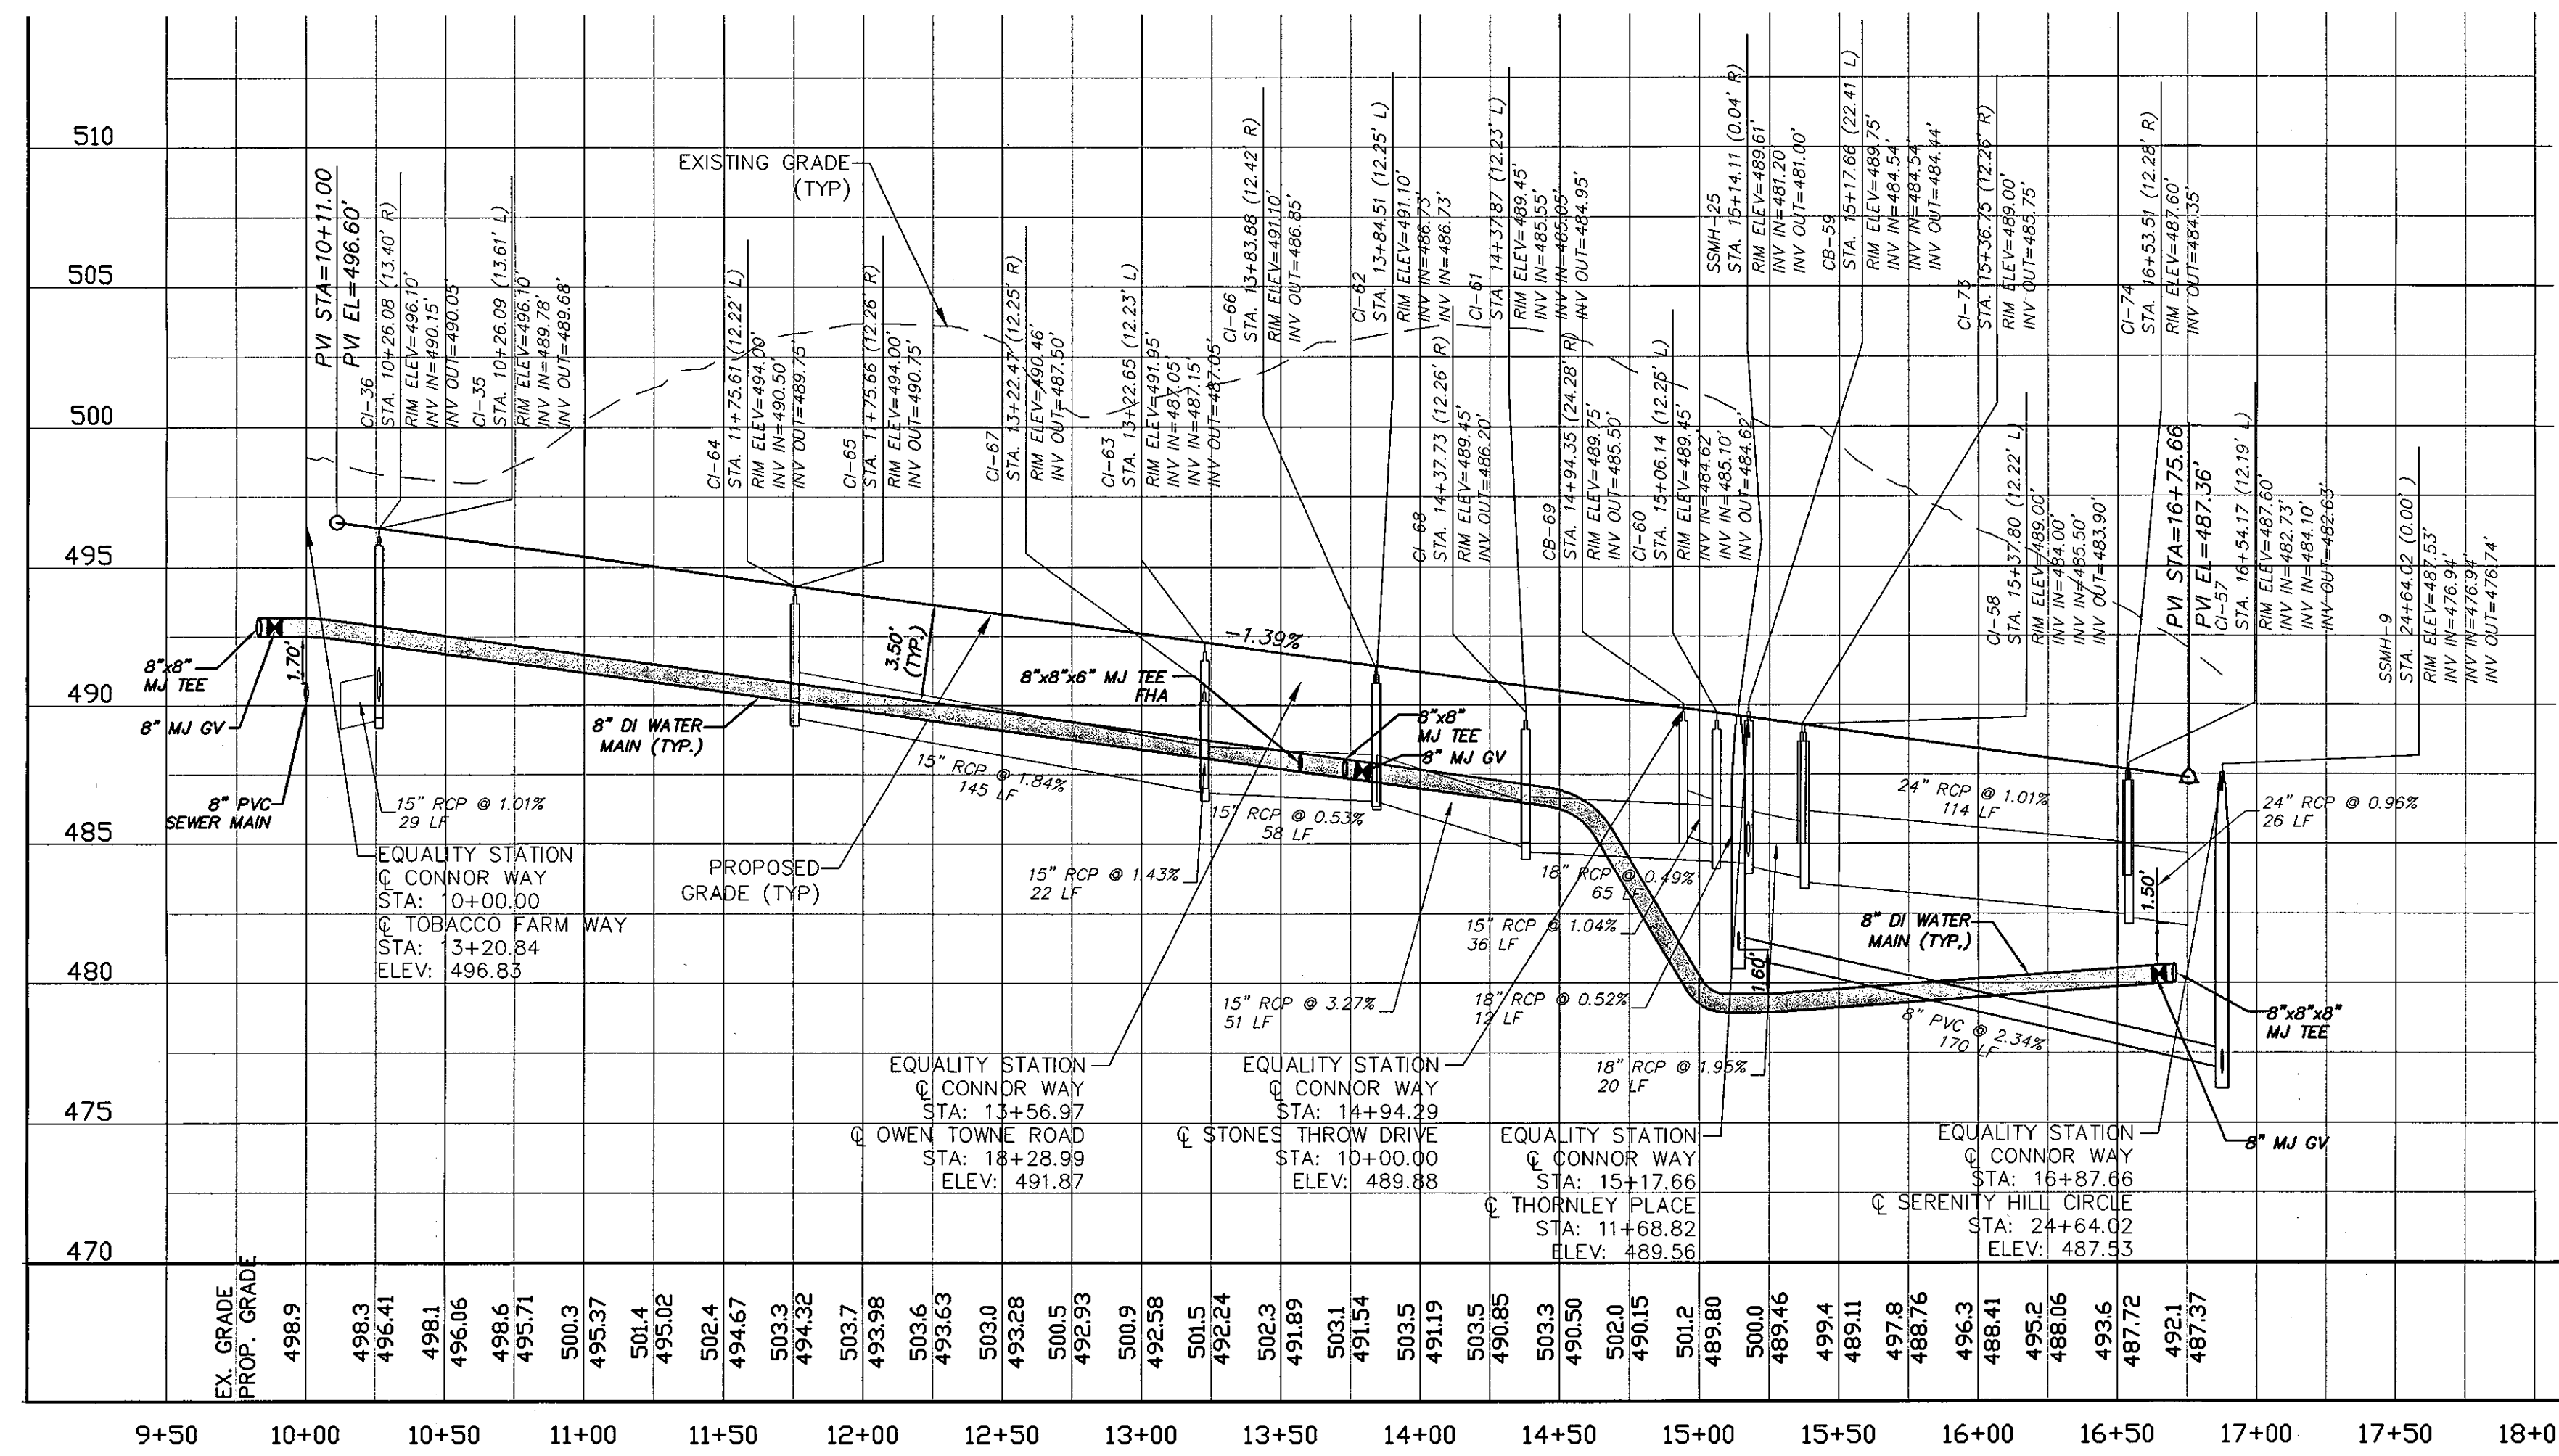 510
505
500
495
490
485
480
475
470
EXISTING GRADE
(TYP)
PVI STA=10+11.00
PVI EL=496.60'
CI-36
STA. 10+26.08 (13.40' R)
RIM ELEV=496.10'
INV IN=490.15'
INV OUT=490.05'
CI-35
STA. 10+26.09 (13.61' L)
RIM ELEV=496.10'
INV IN=489.78'
INV OUT=489.68'
CI-64
STA. 11+75.61 (12.22' L)
RIM ELEV=494.00'
INV IN=490.50'
INV OUT=489.75'
CI-65
STA. 11+75.66 (12.26' R)
RIM ELEV=494.00'
INV OUT=490.75'
CI-67
STA. 13+22.47 (12.25' R)
RIM ELEV=490.46'
INV OUT=487.50'
CI-63
STA. 13+22.65 (12.23' L)
RIM ELEV=491.95'
INV IN=487.05'
INV IN=487.15'
INV OUT=487.05'
CI-66
STA. 13+83.88 (12.42' R)
RIM ELEV=491.10'
INV OUT=486.85'
CI-62
STA. 13+84.51 (12.25' L)
RIM ELEV=491.10'
INV IN=486.73'
INV IN=486.73'
CI-68
STA. 14+37.73 (12.26' R)
RIM ELEV=489.45'
INV OUT=486.20'
CI-61
STA. 14+37.87 (12.23' L)
RIM ELEV=489.45'
INV IN=485.55'
INV IN=485.05'
INV OUT=484.95'
CB-69
STA. 14+94.35 (24.28' R)
RIM ELEV=489.75'
INV OUT=485.50'
CI-60
STA. 15+06.14 (12.25' L)
RIM ELEV=489.45'
INV IN=484.62'
INV IN=485.10'
INV OUT=484.62'
SSMH-25
STA. 15+14.11 (0.04' R)
RIM ELEV=489.61'
INV IN=481.20'
INV OUT=481.00'
CB-59
STA. 15+17.66 (22.41' L)
RIM ELEV=489.75'
INV IN=484.54'
INV IN=484.54'
INV OUT=484.44'
CI-73
STA. 15+36.75 (12.26' R)
RIM ELEV=489.00'
INV OUT=485.75'
CI-58
STA. 15+37.80 (12.22' L)
RIM ELEV=489.00'
INV IN=484.00'
INV IN=485.50'
INV OUT=483.90'
CI-74
STA. 16+53.51 (12.28' R)
RIM ELEV=487.60'
INV OUT=484.35'
PVI STA=16+75.66
PVI EL=487.36'
CI-57
STA. 16+54.17 (12.19' L)
RIM ELEV=487.60'
INV IN=482.73'
INV IN=484.10'
INV OUT=482.63'
SSMH-9
STA. 24+64.02 (0.00' )
RIM ELEV=487.53'
INV IN=476.94'
INV IN=476.94'
INV OUT=476.74'
-1.39%
8"x8"
MJ TEE
1.70'
8" MJ GV
8" PVC
SEWER MAIN
15" RCP @ 1.01%
29 LF
3.50'
(TYP.)
8" DI WATER
MAIN (TYP.)
8"x8"x6" MJ TEE
FHA
8"x8"
MJ TEE
8" MJ GV
15" RCP @ 1.84%
145 LF
15" RCP @ 0.53%
58 LF
PROPOSED
GRADE (TYP)
15" RCP @ 1.43%
22 LF
18" RCP @ 0.49%
65 LF
15" RCP @ 1.04%
36 LF
15" RCP @ 3.27%
51 LF
18" RCP @ 0.52%
12 LF
18" RCP @ 1.95%
20 LF
1.60'
24" RCP @ 1.01%
114 LF
24" RCP @ 0.96%
26 LF
1.50'
8" DI WATER
MAIN (TYP.)
8" PVC @ 2.34%
170 LF
8"x8"x8"
MJ TEE
8" MJ GV
EQUALITY STATION
℄ CONNOR WAY
STA: 10+00.00
℄ TOBACCO FARM WAY
STA: 13+20.84
ELEV: 496.83
EQUALITY STATION
℄ CONNOR WAY
STA: 13+56.97
℄ OWEN TOWNE ROAD
STA: 18+28.99
ELEV: 491.87
EQUALITY STATION
℄ CONNOR WAY
STA: 14+94.29
℄ STONES THROW DRIVE
STA: 10+00.00
ELEV: 489.88
EQUALITY STATION
℄ CONNOR WAY
STA: 15+17.66
℄ THORNLEY PLACE
STA: 11+68.82
ELEV: 489.56
EQUALITY STATION
℄ CONNOR WAY
STA: 16+87.66
℄ SERENITY HILL CIRCLE
STA: 24+64.02
ELEV: 487.53
EX. GRADE
PROP. GRADE
498.9
498.3
496.41
498.1
496.06
498.6
495.71
500.3
495.37
501.4
495.02
502.4
494.67
503.3
494.32
503.7
493.98
503.6
493.63
503.0
493.28
500.5
492.93
500.9
492.58
501.5
492.24
502.3
491.89
503.1
491.54
503.5
491.19
503.5
490.85
503.3
490.50
502.0
490.15
501.2
489.80
500.0
489.46
499.4
489.11
497.8
488.76
496.3
488.41
495.2
488.06
493.6
487.72
492.1
487.37
9+50 10+00 10+50 11+00 11+50 12+00 12+50 13+00 13+50 14+00 14+50 15+00 15+50 16+00 16+50 17+00 17+50 18+0